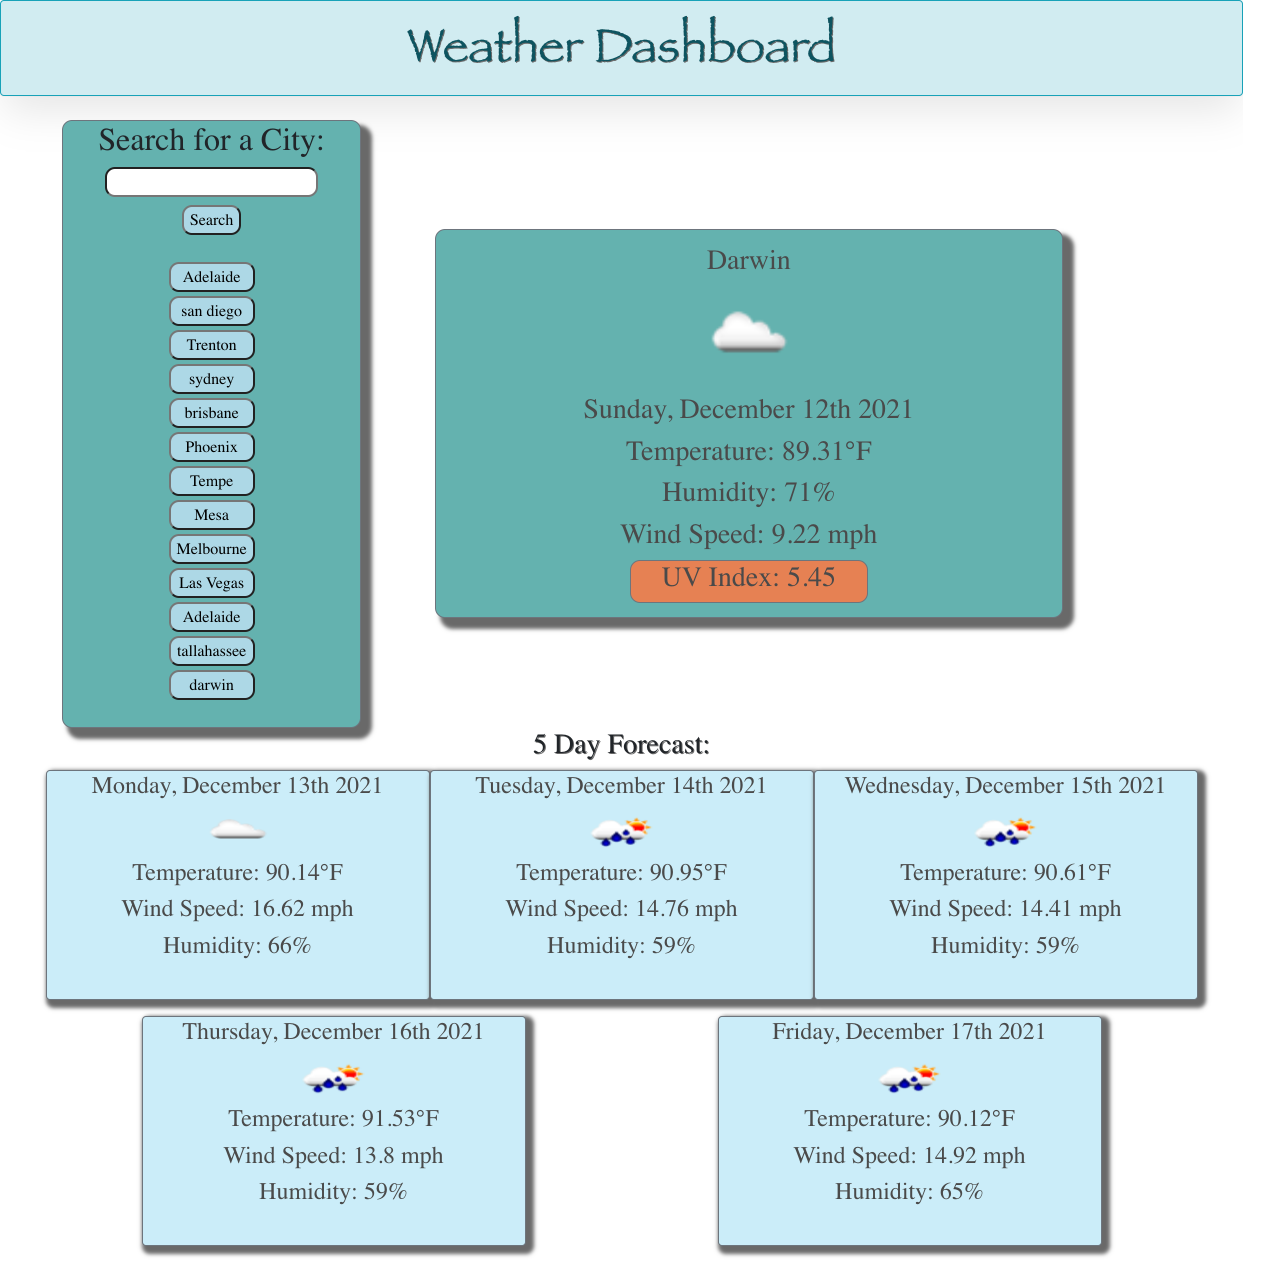 Weather Dashboard
Search for a City:
Search
Adelaide
san diego
Trenton
sydney
brisbane
Phoenix
Tempe
Mesa
Melbourne
Las Vegas
Adelaide
tallahassee
darwin
Darwin
Sunday, December 12th 2021
Temperature: 89.31°F
Humidity: 71%
Wind Speed: 9.22 mph
UV Index: 5.45
5 Day Forecast:
Monday, December 13th 2021
Temperature: 90.14°F
Wind Speed: 16.62 mph
Humidity: 66%
Tuesday, December 14th 2021
Temperature: 90.95°F
Wind Speed: 14.76 mph
Humidity: 59%
Wednesday, December 15th 2021
Temperature: 90.61°F
Wind Speed: 14.41 mph
Humidity: 59%
Thursday, December 16th 2021
Temperature: 91.53°F
Wind Speed: 13.8 mph
Humidity: 59%
Friday, December 17th 2021
Temperature: 90.12°F
Wind Speed: 14.92 mph
Humidity: 65%